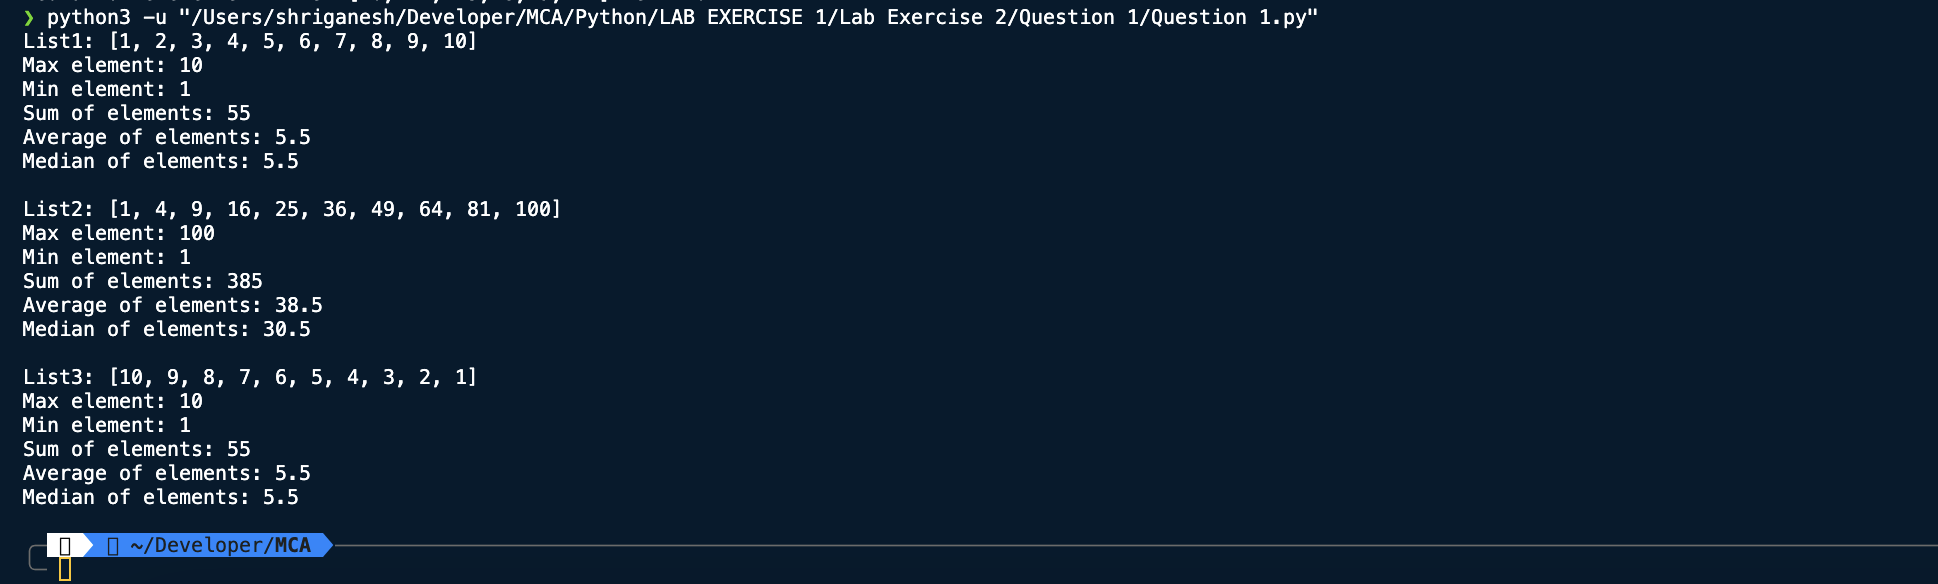 ❯ python3 -u "/Users/shriganesh/Developer/MCA/Python/LAB EXERCISE 1/Lab Exercise 2/Question 1/Question 1.py"
List1: [1, 2, 3, 4, 5, 6, 7, 8, 9, 10]
Max element: 10
Min element: 1
Sum of elements: 55
Average of elements: 5.5
Median of elements: 5.5
List2: [1, 4, 9, 16, 25, 36, 49, 64, 81, 100]
Max element: 100
Min element: 1
Sum of elements: 385
Average of elements: 38.5
Median of elements: 30.5
List3: [10, 9, 8, 7, 6, 5, 4, 3, 2, 1]
Max element: 10
Min element: 1
Sum of elements: 55
Average of elements: 5.5
Median of elements: 5.5
~/Developer/MCA